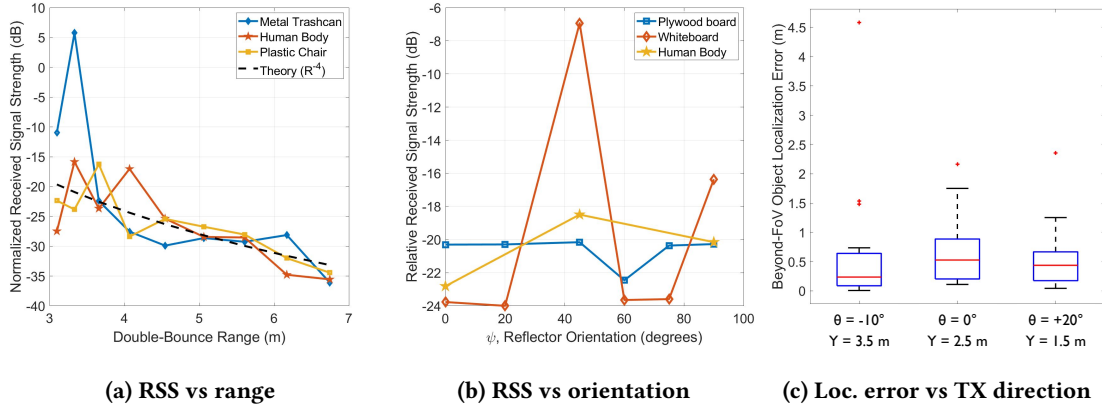 Normalized Received Signal Strength (dB)
10
5
0
-5
-10
-15
-20
-25
-30
-35
-40
3
4
5
6
7
Double-Bounce Range (m)
Metal Trashcan
Human Body
Plastic Chair
Theory (R⁻⁴)
(a) RSS vs range
Relative Received Signal Strength (dB)
-6
-8
-10
-12
-14
-16
-18
-20
-22
-24
0
20
40
60
80
100
ψ, Reflector Orientation (degrees)
Plywood board
Whiteboard
Human Body
(b) RSS vs orientation
Beyond-FoV Object Localization Error (m)
4.5
4
3.5
3
2.5
2
1.5
1
0.5
0
θ = -10°
Y = 3.5 m
θ = 0°
Y = 2.5 m
θ = +20°
Y = 1.5 m
(c) Loc. error vs TX direction